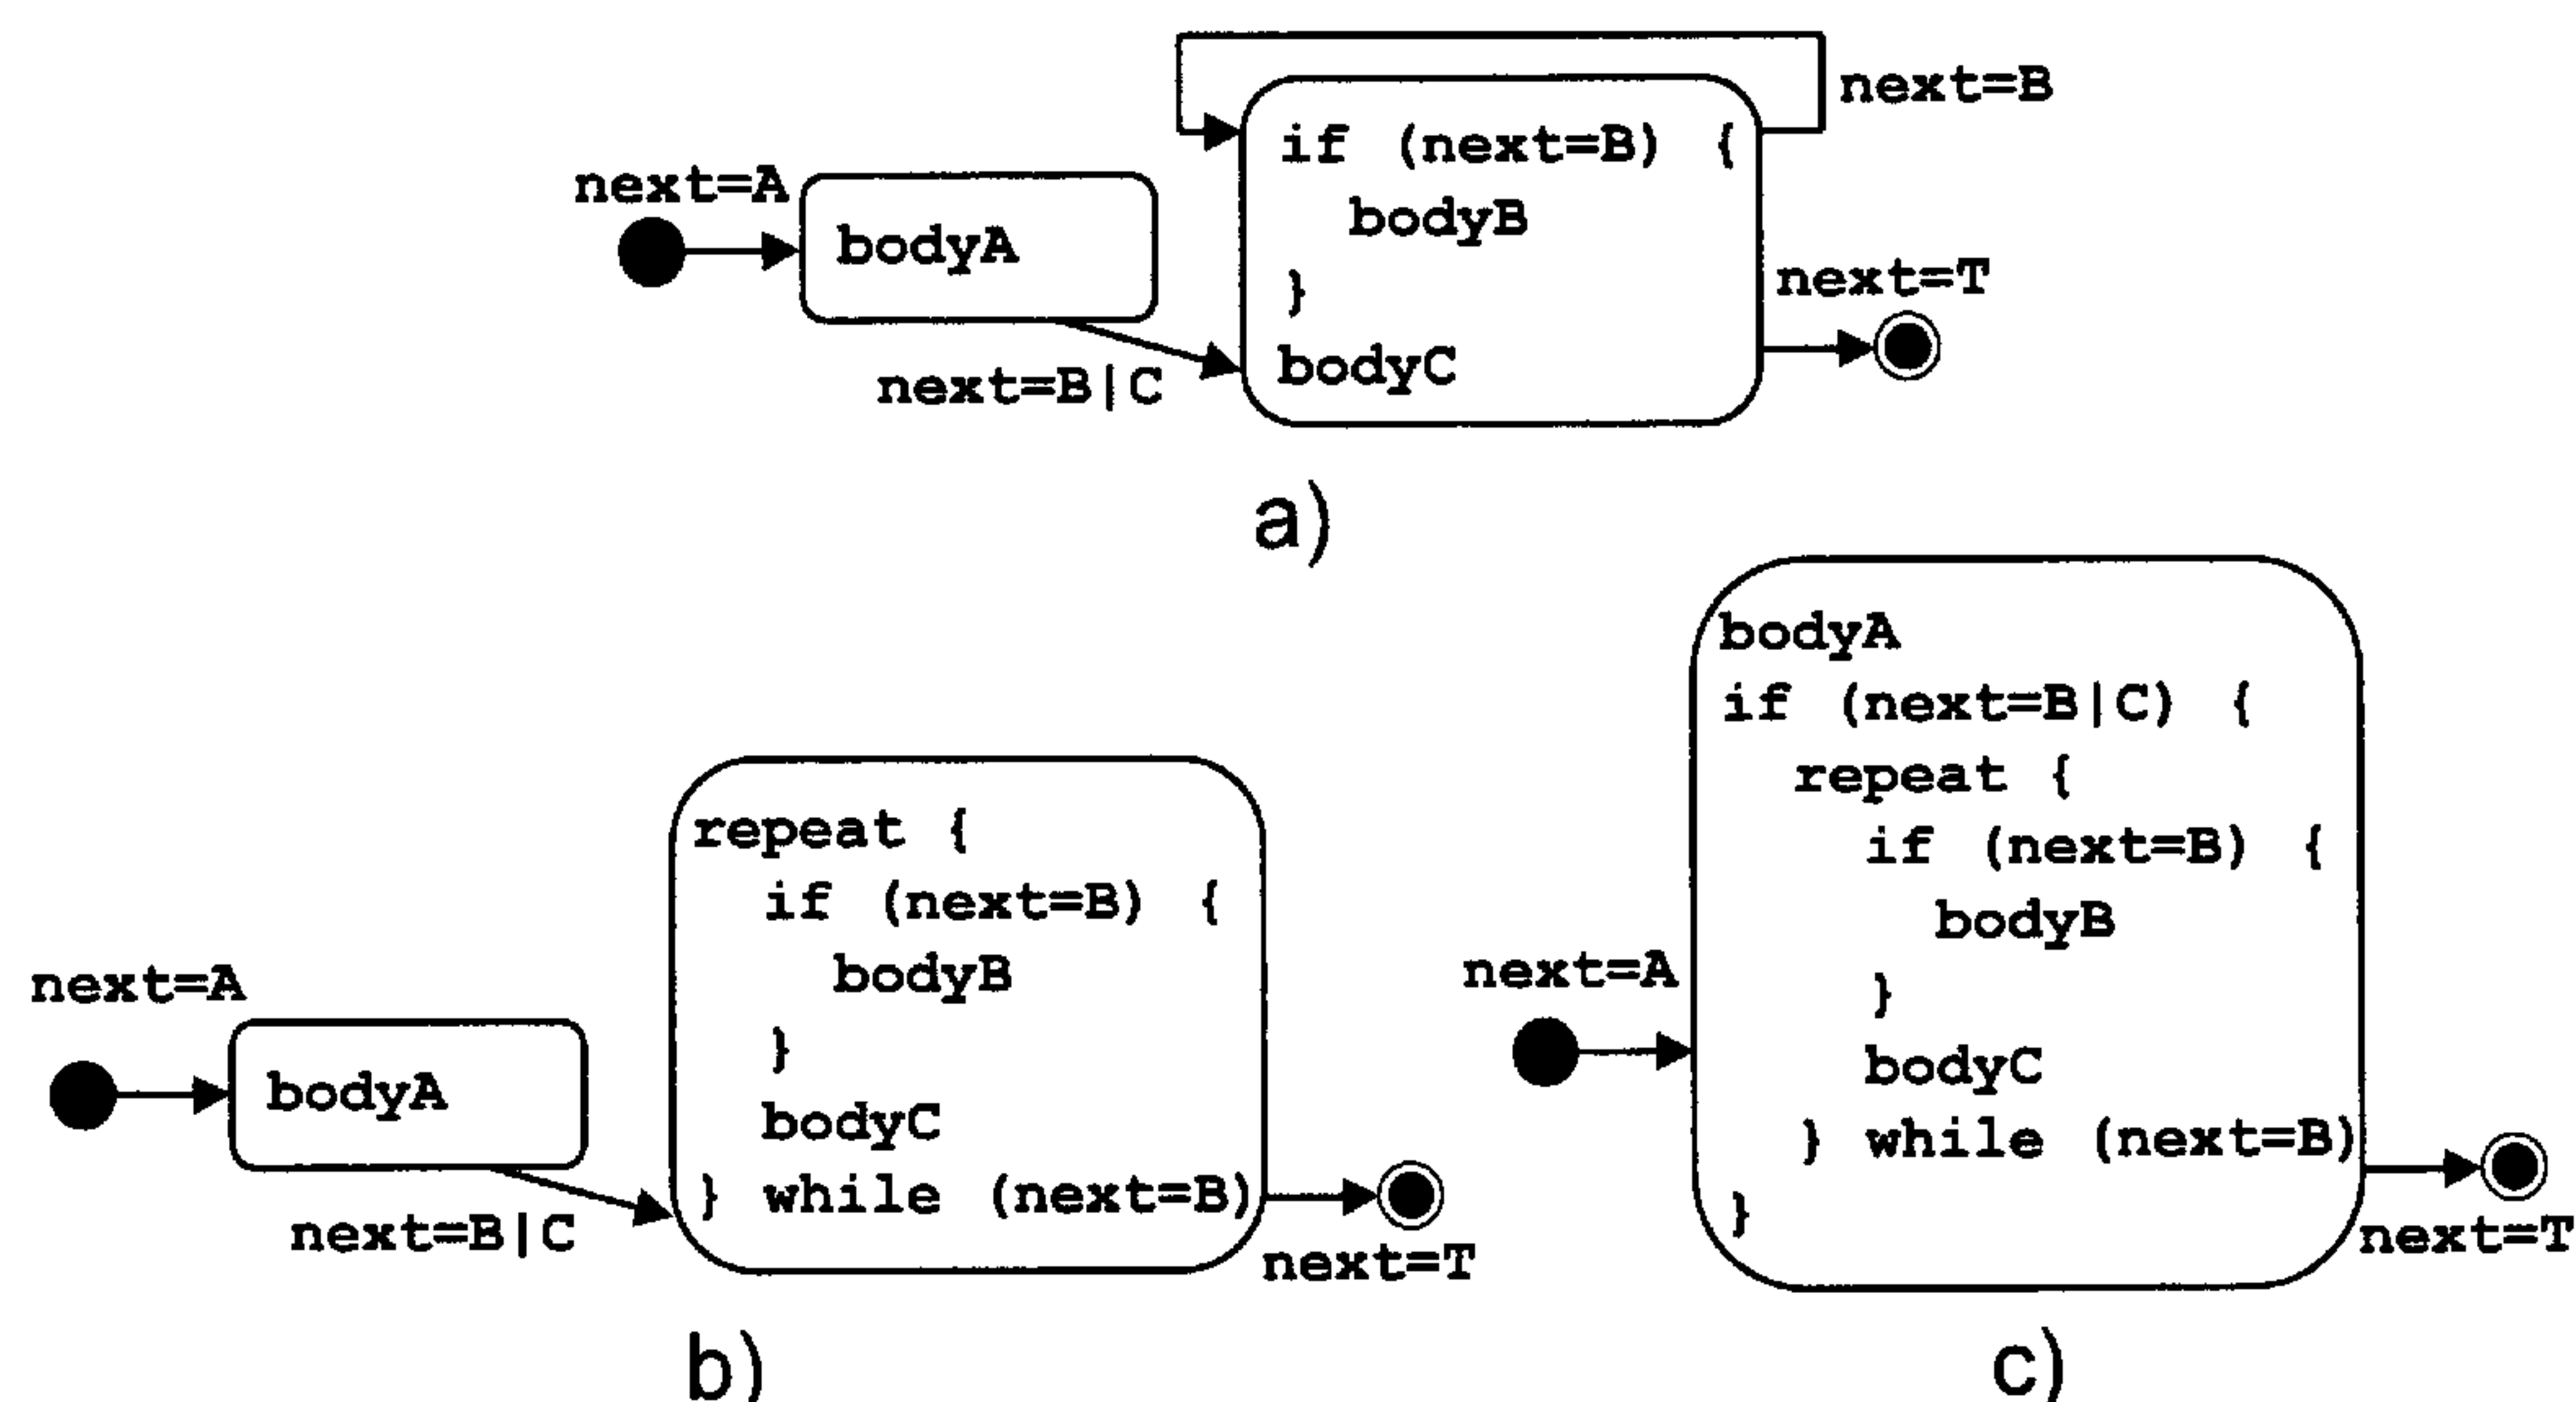 next=B
if (next=B) {
next=A
bodyA
bodyB
next=T
}
next=B|C
bodyC
a)
next=A
bodyA
next=B|C
repeat {
if (next=B) {
bodyB
}
bodyC
} while (next=B)
next=T
b)
next=A
bodyA
if (next=B|C) {
repeat {
if (next=B) {
bodyB
}
bodyC
} while (next=B)
}
next=T
c)